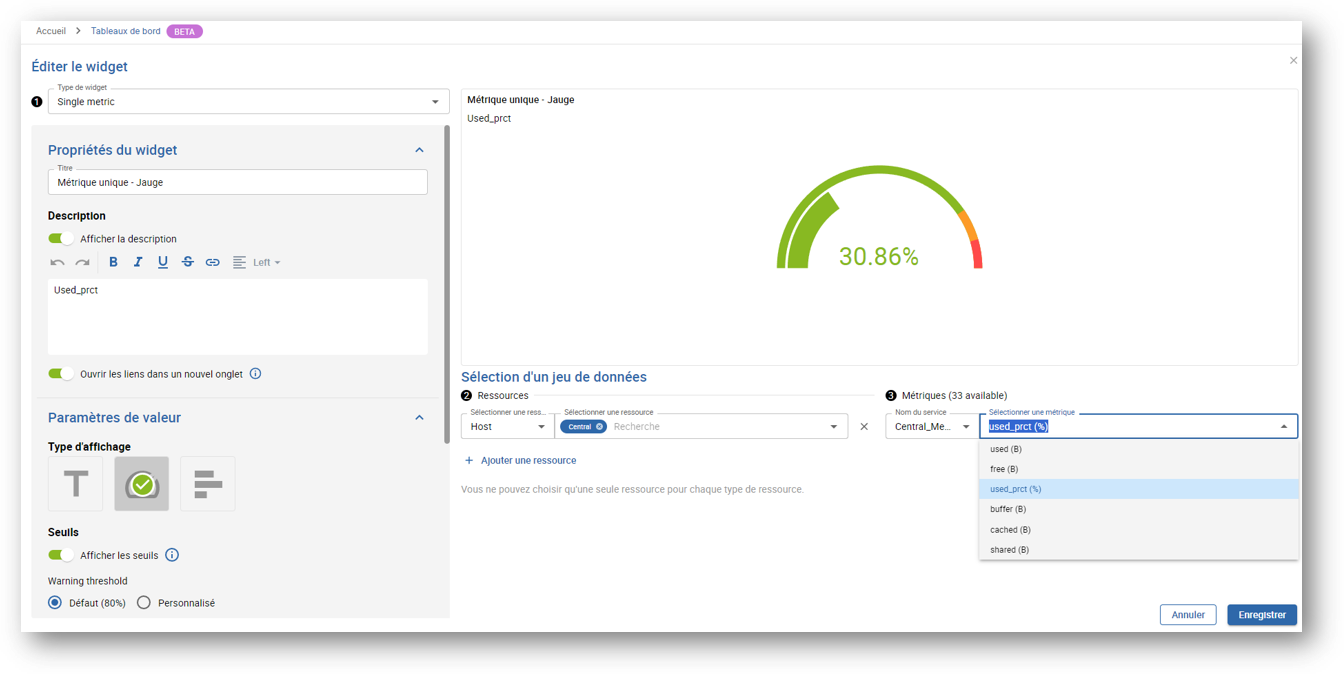 Accueil > Tableaux de bord BETA
Éditer le widget
1
Type de widget
Single metric
Propriétés du widget
Titre
Métrique unique - Jauge
Description
Afficher la description
B I U S Left
Used_prct
Ouvrir les liens dans un nouvel onglet
Paramètres de valeur
Type d'affichage
T
Seuils
Afficher les seuils
Warning threshold
Défaut (80%) Personnalisé
Métrique unique - Jauge
Used_prct
30.86%
Sélection d'un jeu de données
2 Ressources
Sélectionner une ress...
Host
Sélectionner une ressource
Central Recherche
+ Ajouter une ressource
Vous ne pouvez choisir qu'une seule ressource pour chaque type de ressource.
3 Métriques (33 available)
Nom du service
Central_Me...
Sélectionner une métrique
used_prct (%)
used (B)
free (B)
used_prct (%)
buffer (B)
cached (B)
shared (B)
Annuler Enregistrer